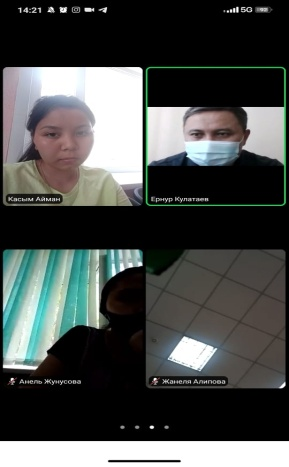 14:21
5G
Касым Айман
Ернур Кулатаев
Анель Жунусова
Жанеля Алипова